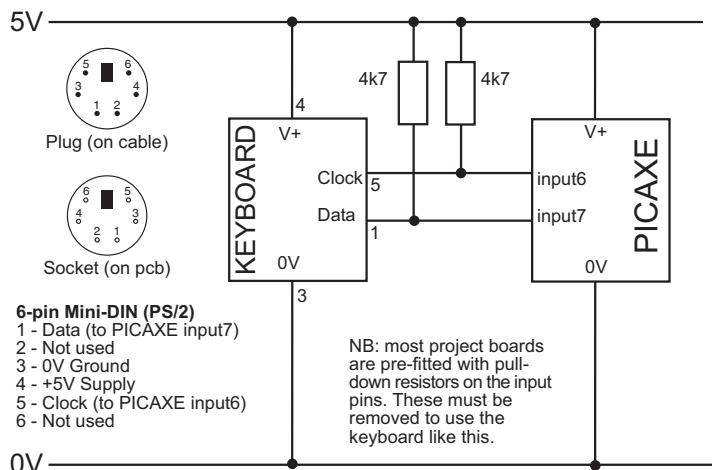 5V
5 6
3 4
1 2
Plug (on cable)
6 5
4 3
2 1
Socket (on pcb)
6-pin Mini-DIN (PS/2)
1 - Data (to PICAXE input7)
2 - Not used
3 - 0V Ground
4 - +5V Supply
5 - Clock (to PICAXE input6)
6 - Not used
4
KEYBOARD
V+
Clock
5
Data
1
0V
3
4k7
4k7
V+
input6
input7
PICAXE
0V
NB: most project boards
are pre-fitted with pull-
down resistors on the input
pins. These must be
removed to use the
keyboard like this.
0V